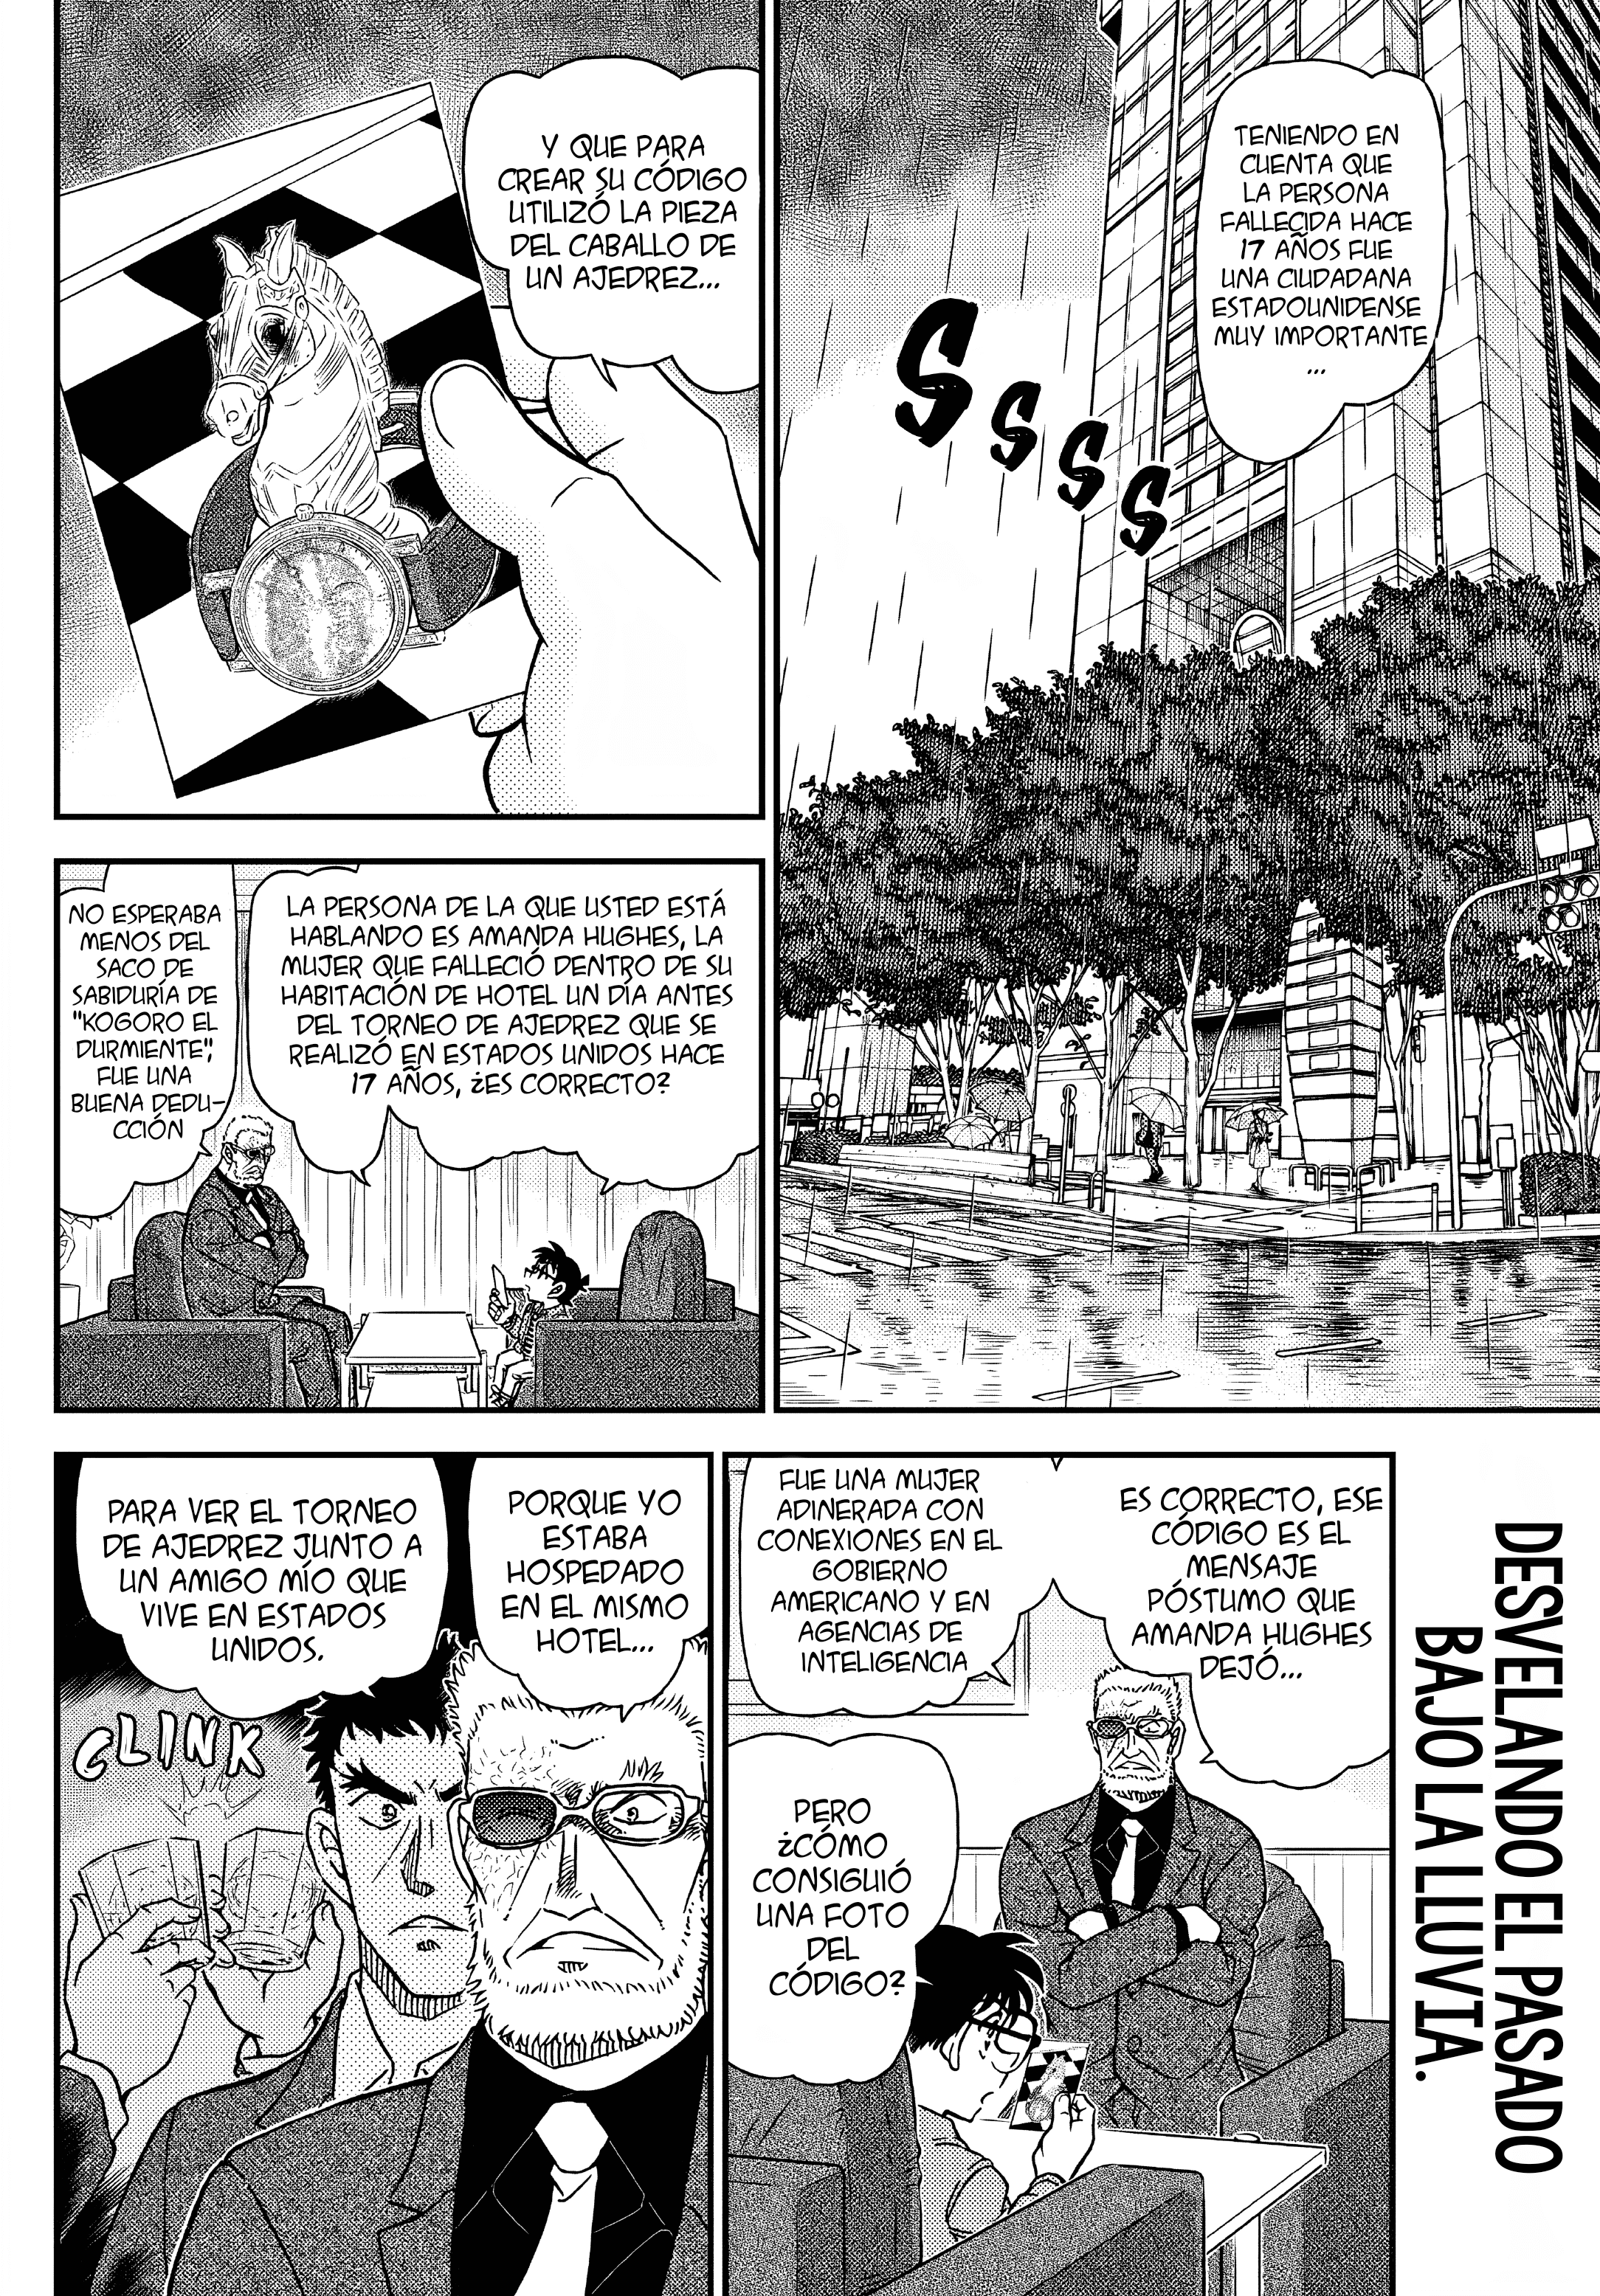 TENIENDO EN
CUENTA QUE
LA PERSONA
FALLECIDA HACE
17 AÑOS FUE
UNA CIUDADANA
ESTADOUNIDENSE
MUY IMPORTANTE
...
S S S S
Y QUE PARA
CREAR SU CÓDIGO
UTILIZÓ LA PIEZA
DEL CABALLO DE
UN AJEDREZ...
LA PERSONA DE LA QUE USTED ESTÁ
HABLANDO ES AMANDA HUGHES, LA
MUJER QUE FALLECIÓ DENTRO DE SU
HABITACIÓN DE HOTEL UN DÍA ANTES
DEL TORNEO DE AJEDREZ QUE SE
REALIZÓ EN ESTADOS UNIDOS HACE
17 AÑOS, ¿ES CORRECTO?
NO ESPERABA
MENOS DEL
SACO DE
SABIDURÍA DE
"KOGORO EL
DURMIENTE",
FUE UNA
BUENA DEDU-
CCIÓN
DESVELANDO EL PASADO
BAJO LA LLUVIA.
ES CORRECTO, ESE
CÓDIGO ES EL
MENSAJE
PÓSTUMO QUE
AMANDA HUGHES
DEJÓ...
FUE UNA MUJER
ADINERADA CON
CONEXIONES EN EL
GOBIERNO
AMERICANO Y EN
AGENCIAS DE
INTELIGENCIA
PERO
¿CÓMO
CONSIGUIÓ
UNA FOTO
DEL
CÓDIGO?
PORQUE YO
ESTABA
HOSPEDADO
EN EL MISMO
HOTEL...
PARA VER EL TORNEO
DE AJEDREZ JUNTO A
UN AMIGO MÍO QUE
VIVE EN ESTADOS
UNIDOS.
CLINK